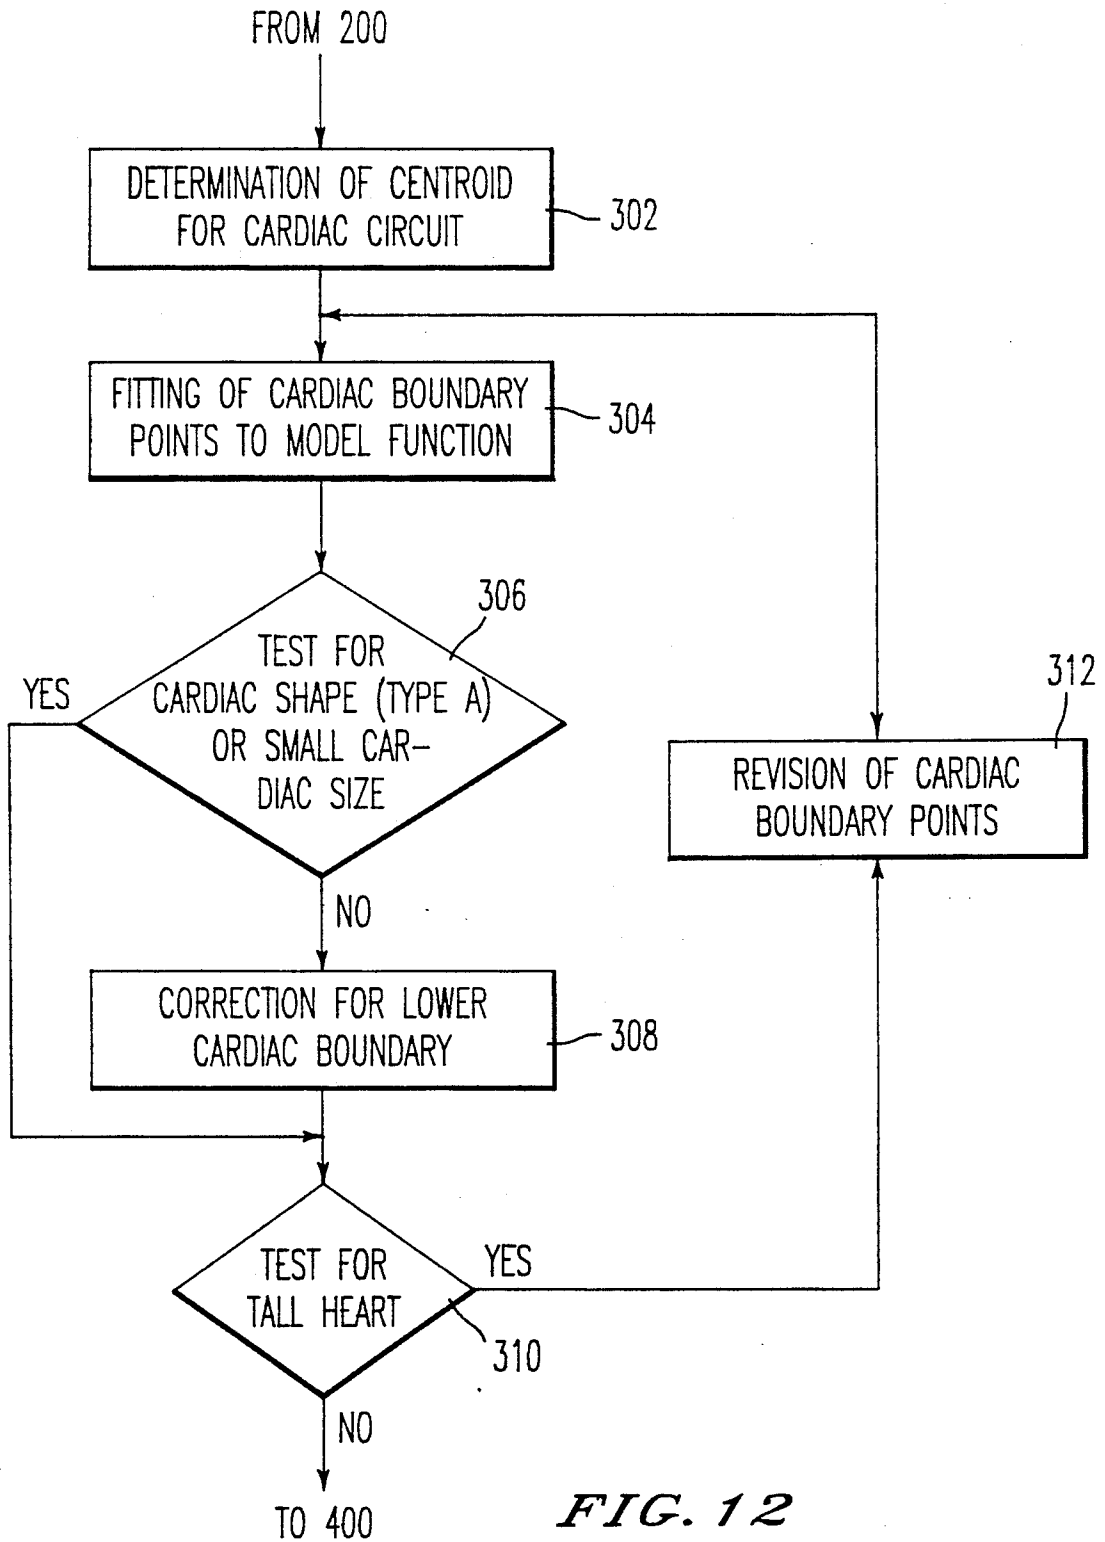 FROM 200
DETERMINATION OF CENTROID
FOR CARDIAC CIRCUIT
302
FITTING OF CARDIAC BOUNDARY
POINTS TO MODEL FUNCTION
304
306
TEST FOR
CARDIAC SHAPE (TYPE A)
OR SMALL CAR-
DIAC SIZE
YES
NO
312
REVISION OF CARDIAC
BOUNDARY POINTS
CORRECTION FOR LOWER
CARDIAC BOUNDARY
308
TEST FOR
TALL HEART
YES
310
NO
TO 400
FIG. 12